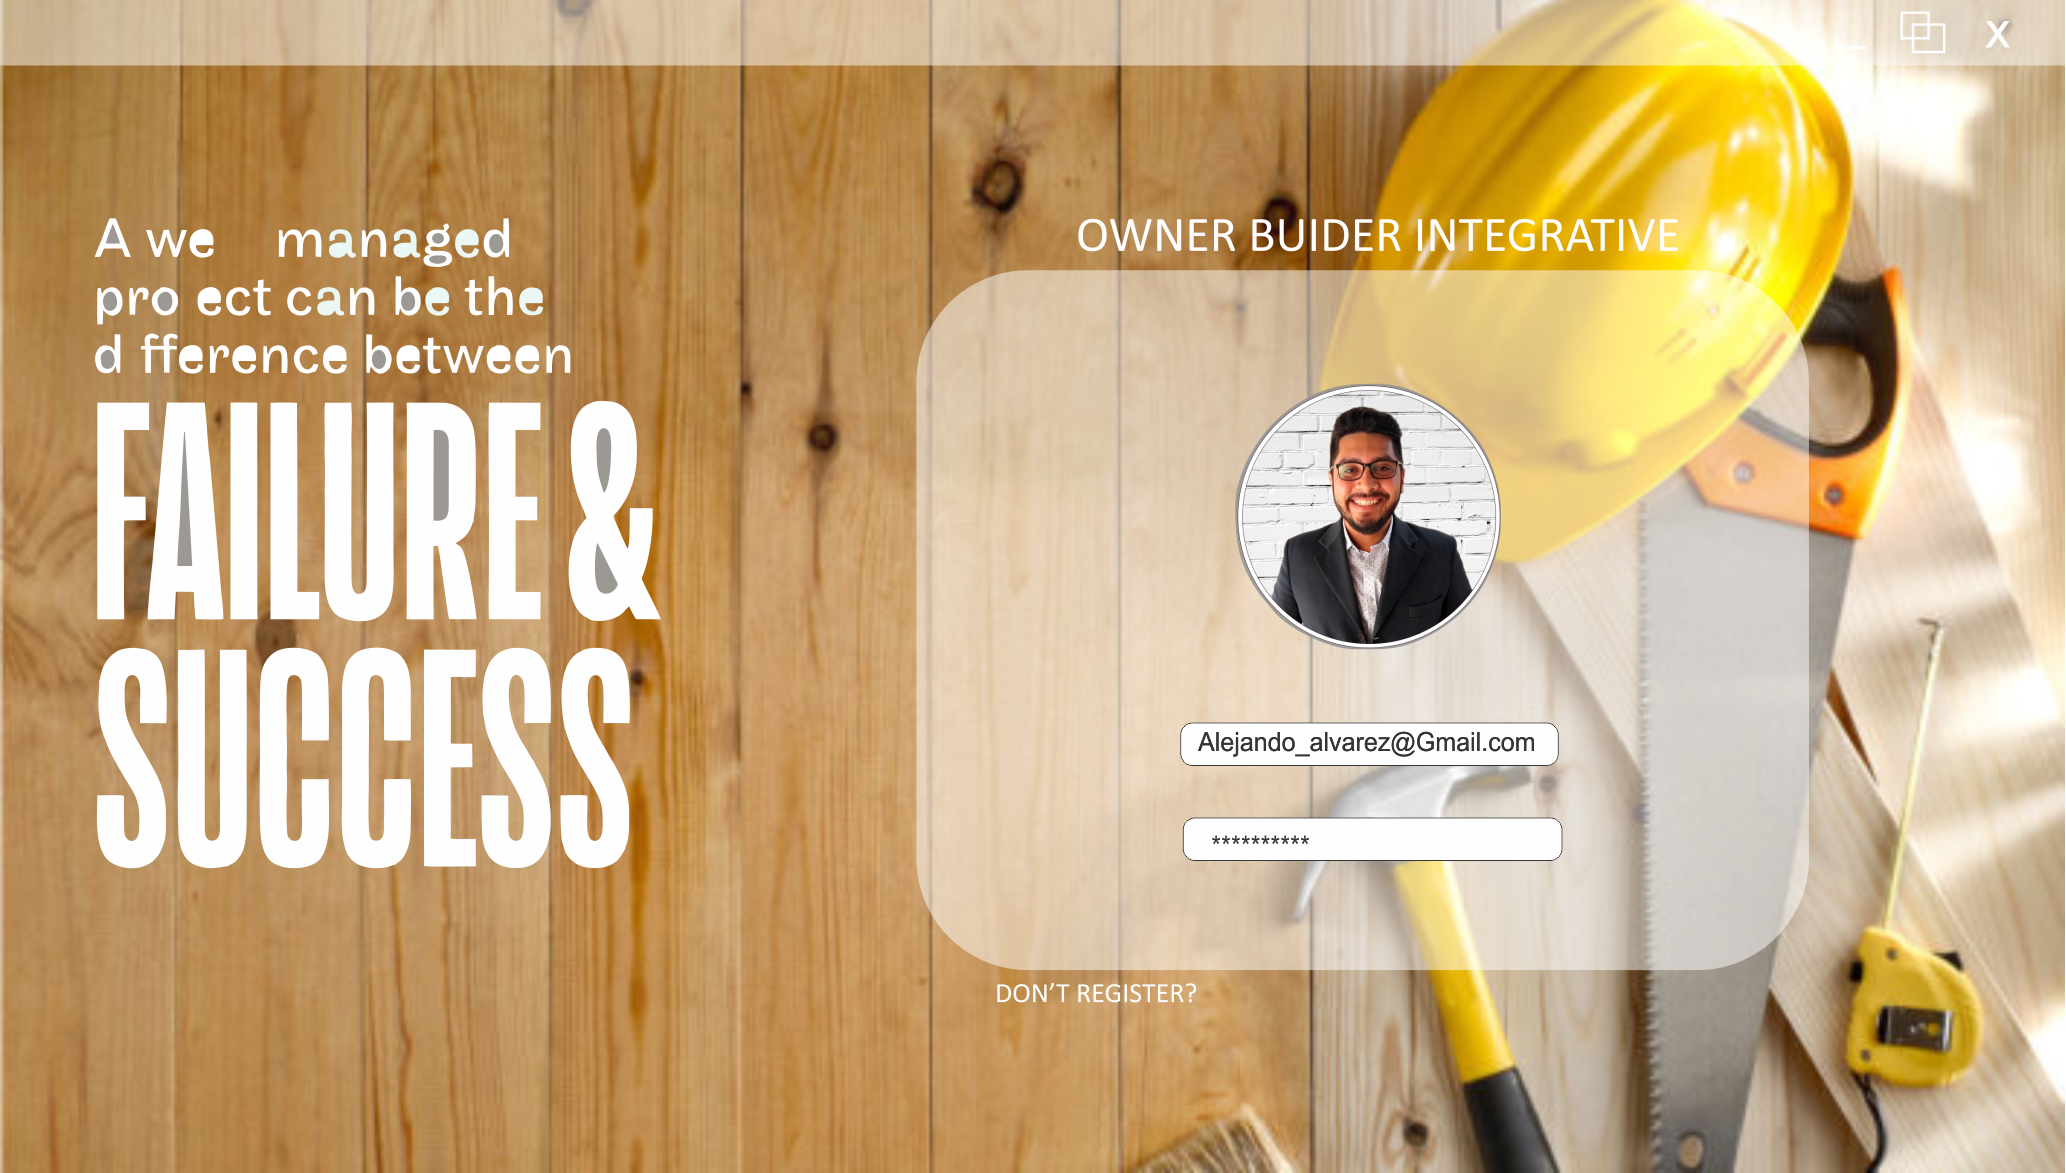 X
A we managed
pro ect can be the
d fference between
FAILURE &
SUCCESS
OWNER BUIDER INTEGRATIVE
Alejando_alvarez@Gmail.com
**********
DON’T REGISTER?